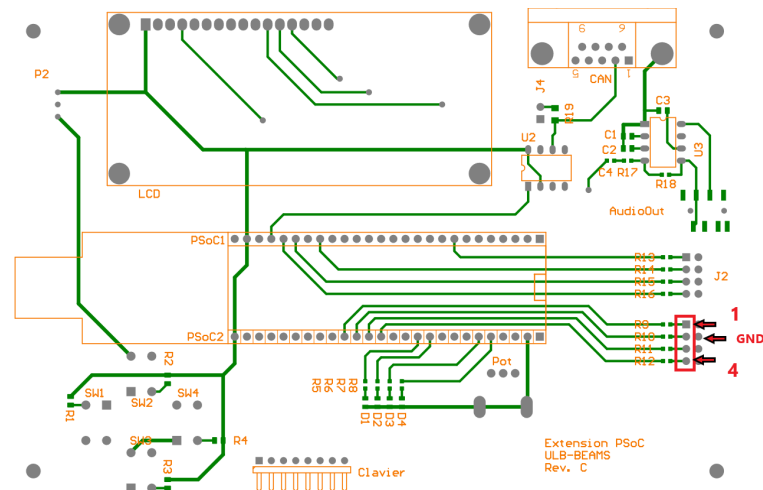 6 9
P2
5 1
CAN
J4
R19
C3
U2
C1
C2
U3
C4 R17
R18
LCD
AudioOut
PSoC1
R13
R14
J2
R15
R16
PSoC2
R9
1
R10
GND
R11
R12
4
R2
Pot
R5
R6
R7
R8
SW1
SW4
SW2
R1
D1
D2
D3
D4
SW3
R4
R3
Clavier
Extension PSoC
ULB-BEAMS
Rev. C